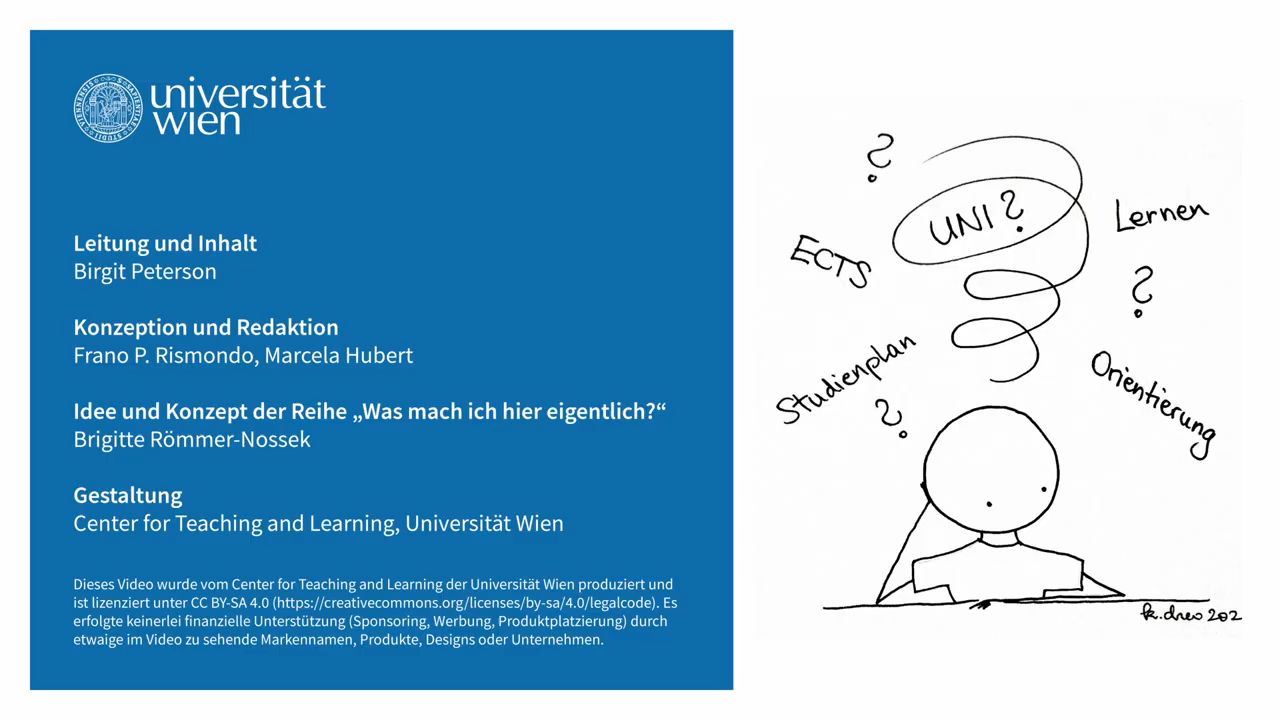 universität
wien
Leitung und Inhalt
Birgit Peterson
Konzeption und Redaktion
Frano P. Rismondo, Marcela Hubert
Idee und Konzept der Reihe „Was mach ich hier eigentlich?“
Brigitte Römmer-Nossek
Gestaltung
Center for Teaching and Learning, Universität Wien
Dieses Video wurde vom Center for Teaching and Learning der Universität Wien produziert und
ist lizenziert unter CC BY-SA 4.0 (https://creativecommons.org/licenses/by-sa/4.0/legalcode). Es
erfolgte keinerlei finanzielle Unterstützung (Sponsoring, Werbung, Produktplatzierung) durch
etwaige im Video zu sehende Markennamen, Produkte, Designs oder Unternehmen.
?
UNI?
Lernen
ECTS
?
Studienplan
Orientierung
?